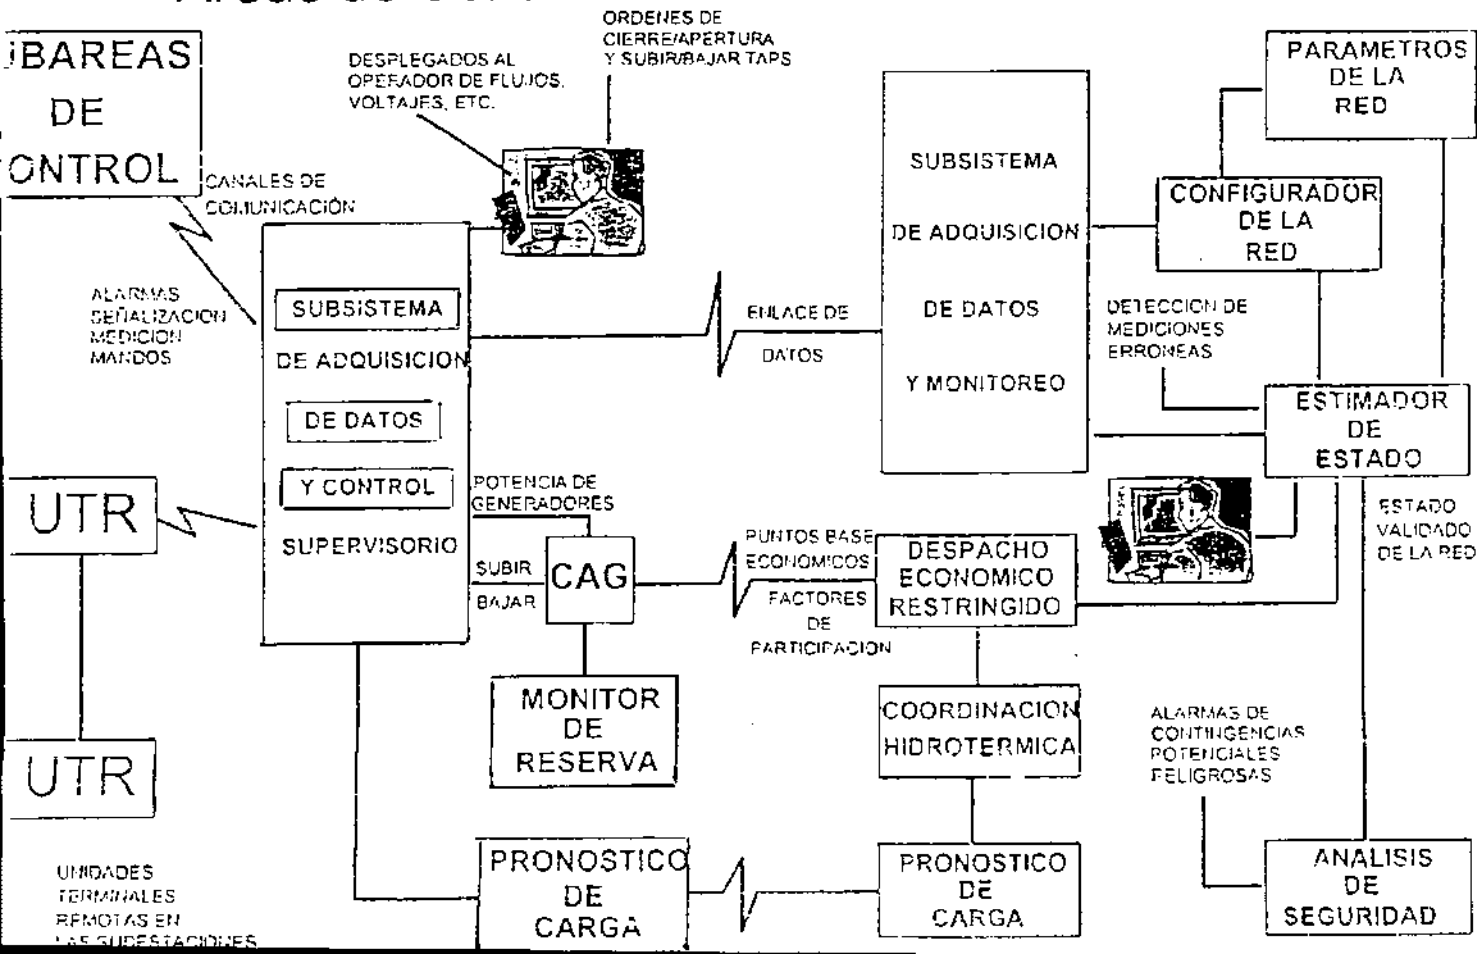 ORDENES DE
CIERRE/APERTURA
Y SUBIR/BAJAR TAPS
DESPLEGADOS AL
OPERADOR DE FLUJOS,
VOLTAJES, ETC.
BAREAS
DE
ONTROL
CANALES DE
COMUNICACIÓN
ALARMAS
SEÑALIZACION
MEDICION
MANDOS
SUBSISTEMA
DE ADQUISICION
DE DATOS
Y CONTROL
SUPERVISORIO
UTR
UTR
UNIDADES
TERMINALES
REMOTAS EN
LAS SUBESTACIONES
POTENCIA DE
GENERADORES
SUBIR
BAJAR
CAG
MONITOR
DE
RESERVA
PRONOSTICO
DE
CARGA
ENLACE DE
DATOS
PUNTOS BASE
ECONOMICOS
FACTORES
DE
PARTICIPACION
SUBSISTEMA
DE ADQUISICION
DE DATOS
Y MONITOREO
DESPACHO
ECONOMICO
RESTRINGIDO
COORDINACION
HIDROTERMICA
PRONOSTICO
DE
CARGA
PARAMETROS
DE LA
RED
CONFIGURADOR
DE LA
RED
DETECCION DE
MEDICIONES
ERRONEAS
ESTIMADOR
DE
ESTADO
ESTADO
VALIDADO
DE LA RED
ALARMAS DE
CONTINGENCIAS
POTENCIALES
PELIGROSAS
ANALISIS
DE
SEGURIDAD